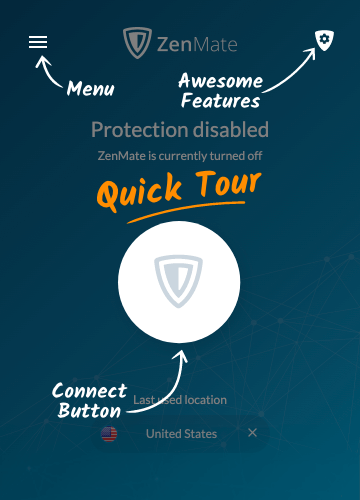 ZenMate
Menu
Awesome
Features
Protection disabled
ZenMate is currently turned off
Quick Tour
Connect
Button
Last used location
United States